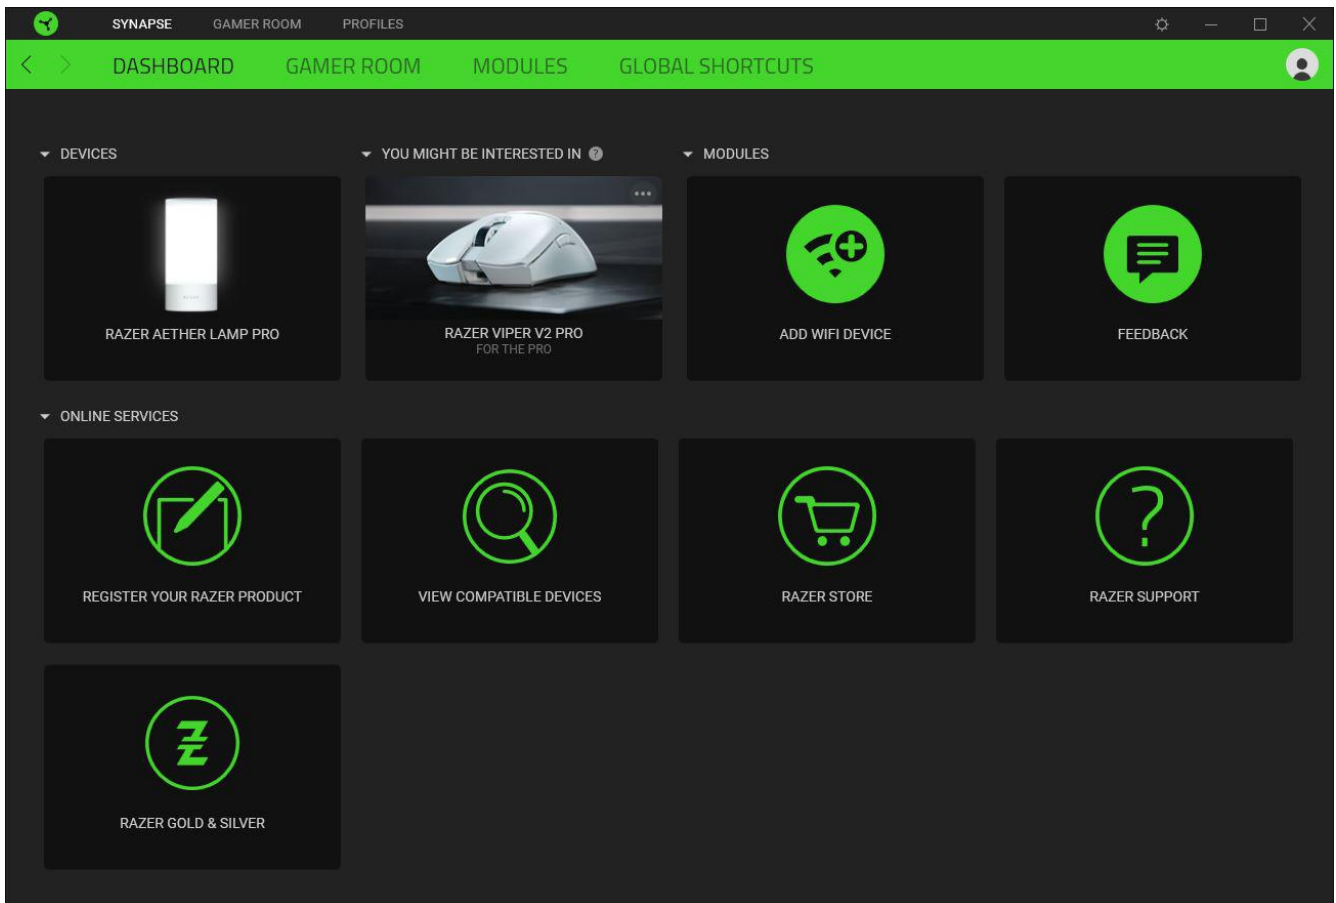 SYNAPSE GAMER ROOM PROFILES
DASHBOARD GAMER ROOM MODULES GLOBAL SHORTCUTS
DEVICES
YOU MIGHT BE INTERESTED IN ?
MODULES
RAZER
RAZER AETHER LAMP PRO
RAZER VIPER V2 PRO
FOR THE PRO
ADD WIFI DEVICE
FEEDBACK
ONLINE SERVICES
REGISTER YOUR RAZER PRODUCT
VIEW COMPATIBLE DEVICES
?
RAZER STORE
RAZER SUPPORT
RAZER GOLD & SILVER